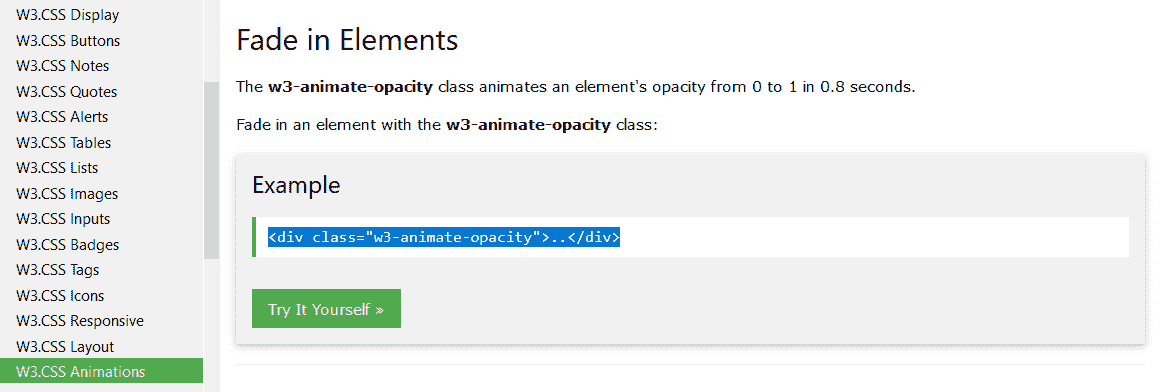 W3.CSS Display
W3.CSS Buttons
W3.CSS Notes
W3.CSS Quotes
W3.CSS Alerts
W3.CSS Tables
W3.CSS Lists
W3.CSS Images
W3.CSS Inputs
W3.CSS Badges
W3.CSS Tags
W3.CSS Icons
W3.CSS Responsive
W3.CSS Layout
W3.CSS Animations
Fade in Elements
The w3-animate-opacity class animates an element's opacity from 0 to 1 in 0.8 seconds.
Fade in an element with the w3-animate-opacity class:
Example
<div class="w3-animate-opacity">..</div>
Try It Yourself »